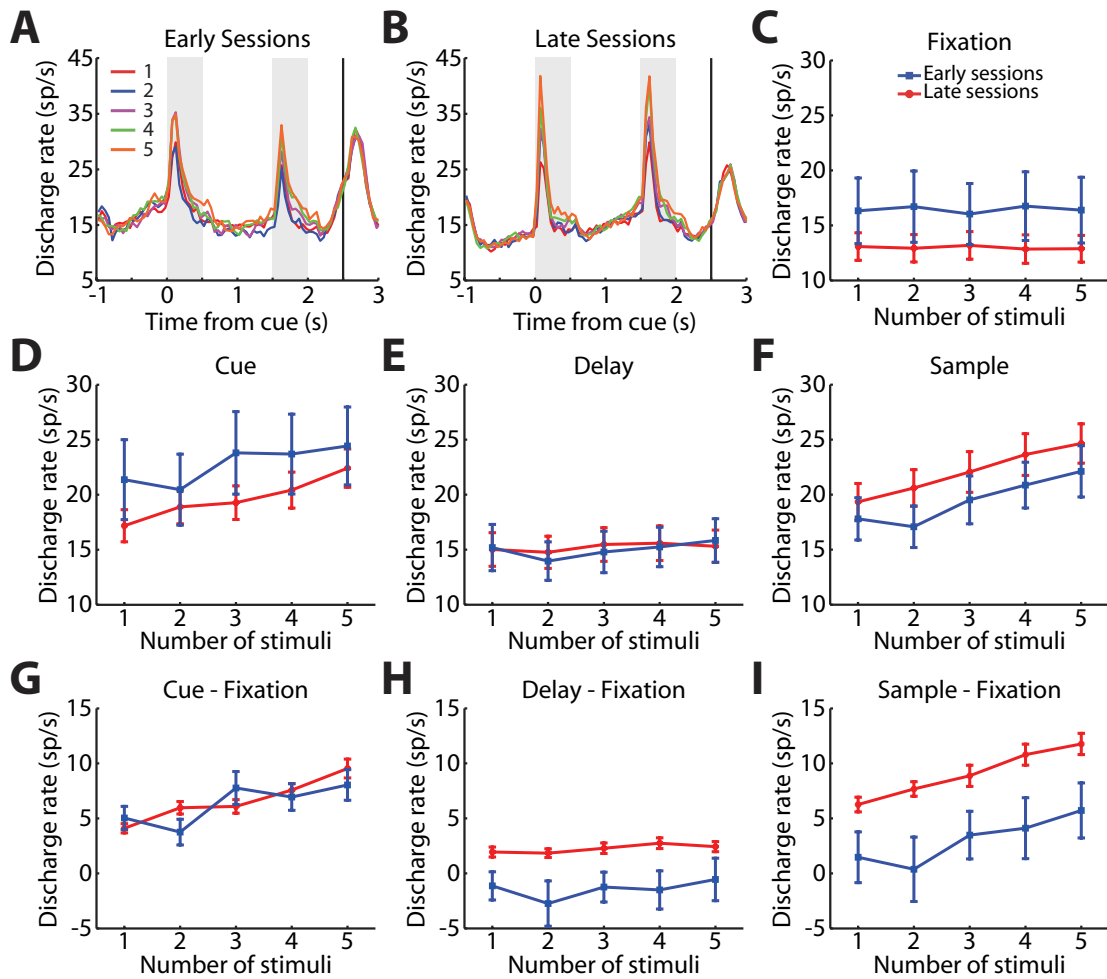 A
Early Sessions
Discharge rate (sp/s)
45
35
25
15
5
1
2
3
4
5
-1 0 1 2 3
Time from cue (s)
B
Late Sessions
Discharge rate (sp/s)
45
35
25
15
5
-1 0 1 2 3
Time from cue (s)
C
Fixation
Early sessions
Late sessions
Discharge rate (sp/s)
30
25
20
15
10
1 2 3 4 5
Number of stimuli
D
Cue
Discharge rate (sp/s)
30
25
20
15
10
1 2 3 4 5
Number of stimuli
E
Delay
Discharge rate (sp/s)
30
25
20
15
10
1 2 3 4 5
Number of stimuli
F
Sample
Discharge rate (sp/s)
30
25
20
15
10
1 2 3 4 5
Number of stimuli
G
Cue - Fixation
Discharge rate (sp/s)
15
10
5
0
-5
1 2 3 4 5
Number of stimuli
H
Delay - Fixation
Discharge rate (sp/s)
15
10
5
0
-5
1 2 3 4 5
Number of stimuli
I
Sample - Fixation
Discharge rate (sp/s)
15
10
5
0
-5
1 2 3 4 5
Number of stimuli